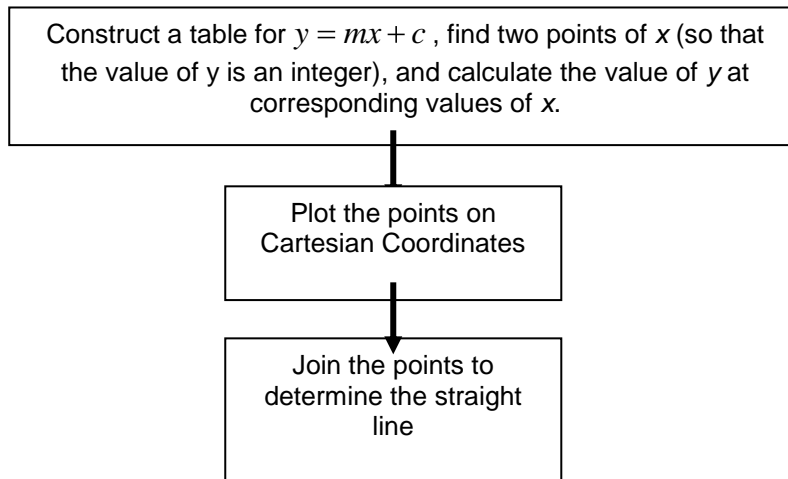 Construct a table for y = mx + c , find two points of x (so that
the value of y is an integer), and calculate the value of y at
corresponding values of x.
Plot the points on
Cartesian Coordinates
Join the points to
determine the straight
line